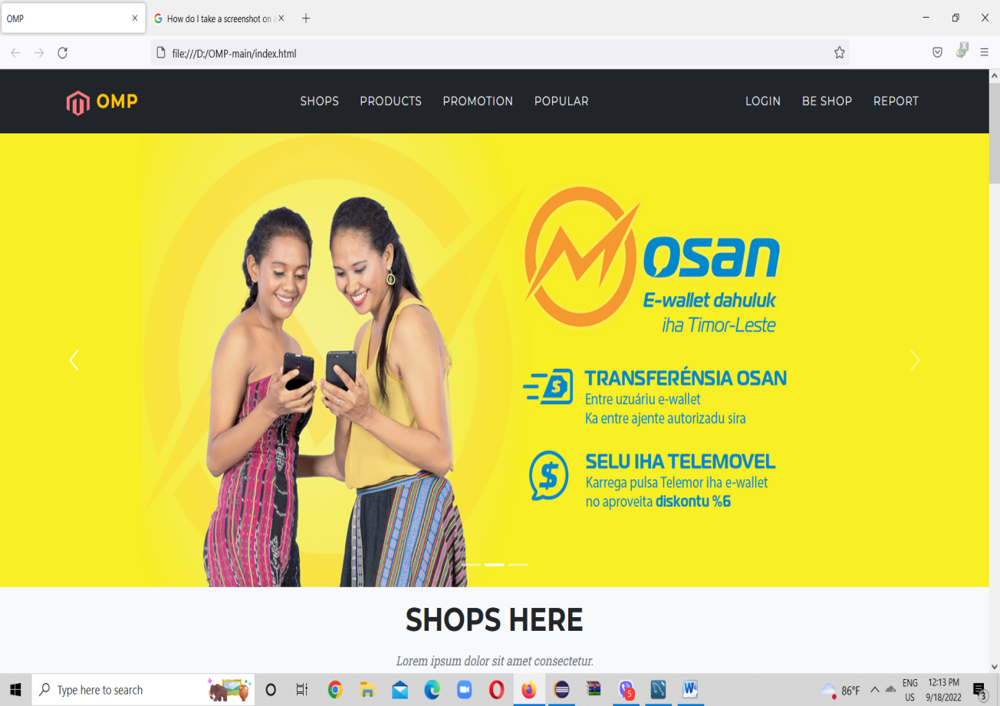 OMP
How do I take a screenshot on a
file:///D:/OMP-main/index.html
OMP
SHOPS PRODUCTS PROMOTION POPULAR LOGIN BE SHOP REPORT
Osan
E-wallet dahuluk
iha Timor-Leste
TRANSFERÉNSIA OSAN
Entre uzuáriu e-wallet
Ka entre ajente autorizadu sira
SELU IHA TELEMOVEL
Karrega pulsa Telemor iha e-wallet
no aproveita diskontu %6
SHOPS HERE
Lorem ipsum dolor sit amet consectetur.
Type here to search
5
86°F
ENG
US
12:13 PM
9/18/2022
3